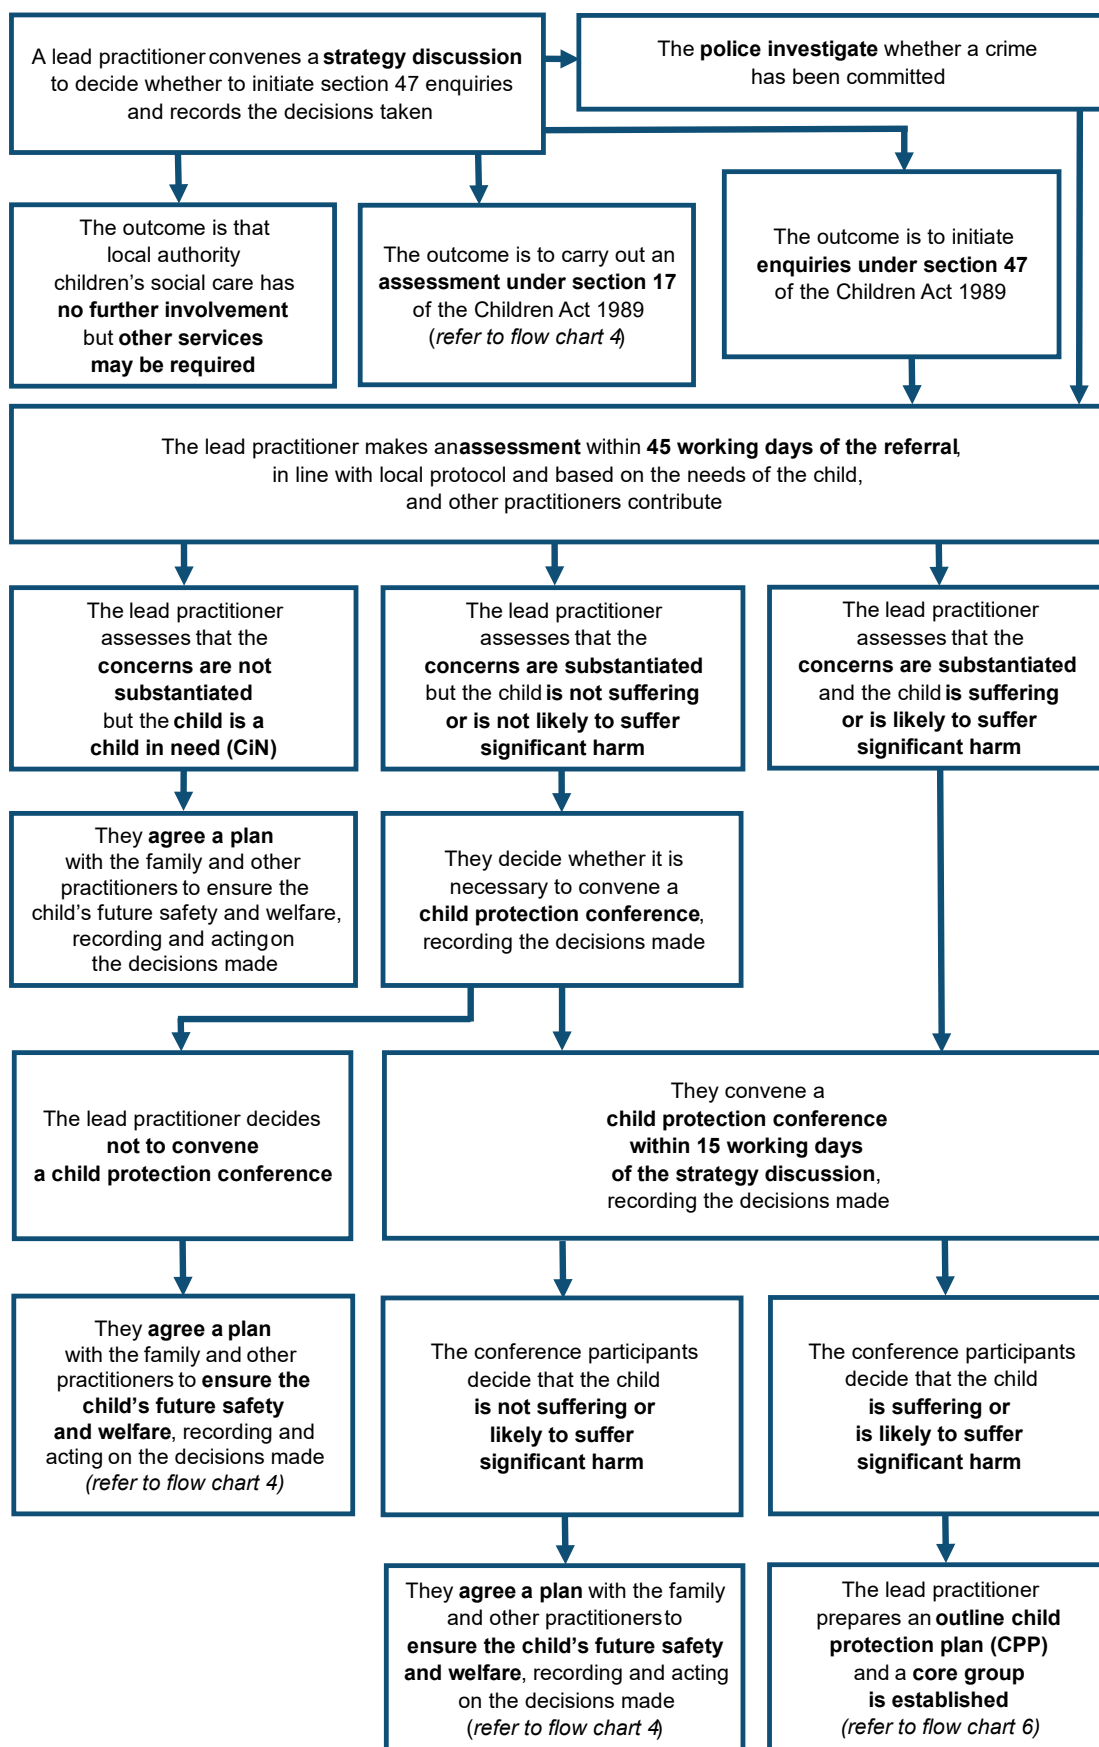 A lead practitioner convenes a strategy discussion
to decide whether to initiate section 47 enquiries
and records the decisions taken
The police investigate whether a crime
has been committed
The outcome is that
local authority
children’s social care has
no further involvement
but other services
may be required
The outcome is to carry out an
assessment under section 17
of the Children Act 1989
(refer to flow chart 4)
The outcome is to initiate
enquiries under section 47
of the Children Act 1989
The lead practitioner makes an assessment within 45 working days of the referral,
in line with local protocol and based on the needs of the child,
and other practitioners contribute
The lead practitioner
assesses that the
concerns are not
substantiated
but the child is a
child in need (CiN)
The lead practitioner
assesses that the
concerns are substantiated
but the child is not suffering
or is not likely to suffer
significant harm
The lead practitioner
assesses that the
concerns are substantiated
and the child is suffering
or is likely to suffer
significant harm
They agree a plan
with the family and other
practitioners to ensure the
child’s future safety and welfare,
recording and acting on
the decisions made
They decide whether it is
necessary to convene a
child protection conference,
recording the decisions made
The lead practitioner decides
not to convene
a child protection conference
They convene a
child protection conference
within 15 working days
of the strategy discussion,
recording the decisions made
They agree a plan
with the family and other
practitioners to ensure the
child’s future safety
and welfare, recording and
acting on the decisions made
(refer to flow chart 4)
The conference participants
decide that the child
is not suffering or
likely to suffer
significant harm
The conference participants
decide that the child
is suffering or
is likely to suffer
significant harm
They agree a plan with the family
and other practitioners to
ensure the child’s future safety
and welfare, recording and acting
on the decisions made
(refer to flow chart 4)
The lead practitioner
prepares an outline child
protection plan (CPP)
and a core group
is established
(refer to flow chart 6)